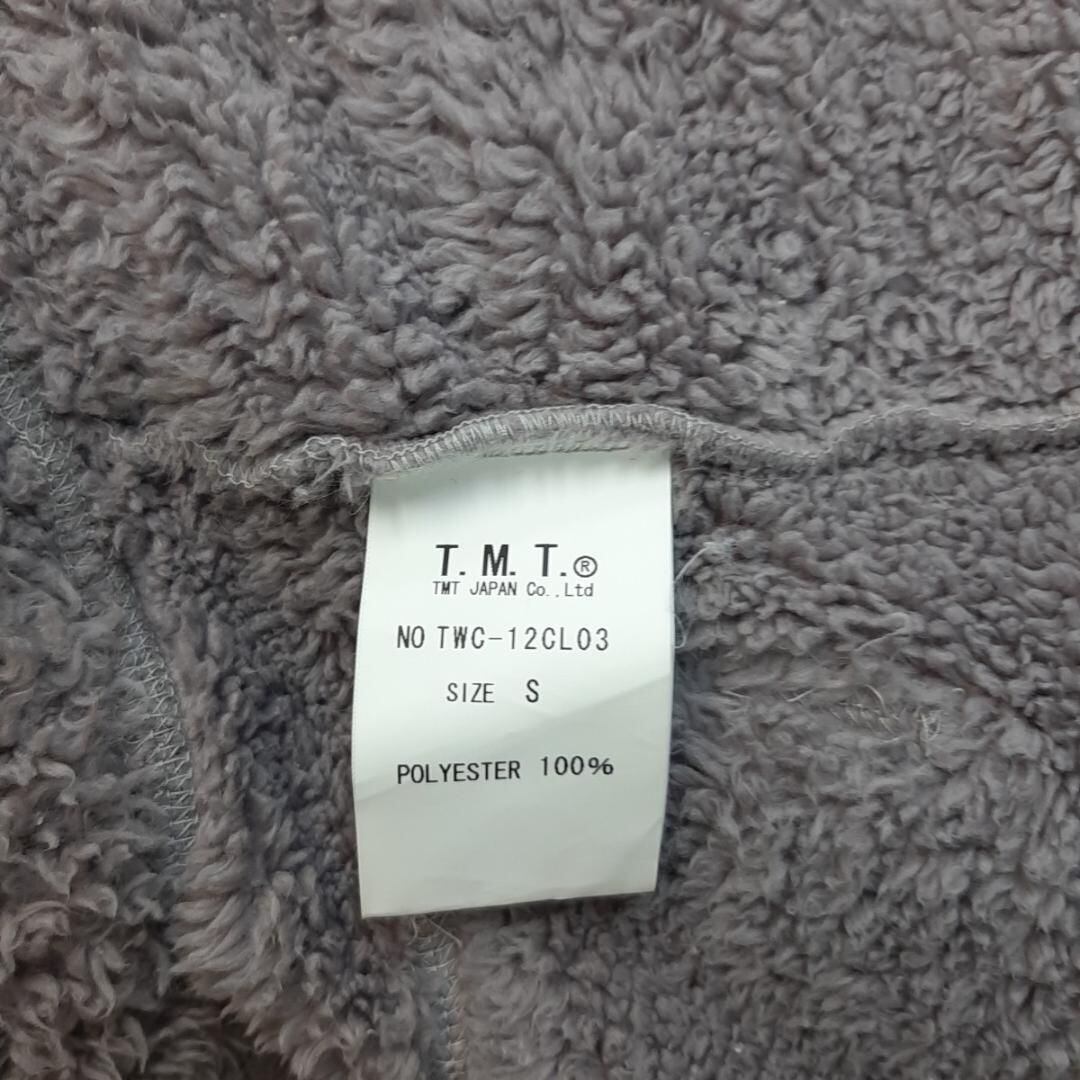 T. M. T.®
TMT JAPAN Co.,Ltd
NO TWC-12CL03
SIZE S
POLYESTER 100%